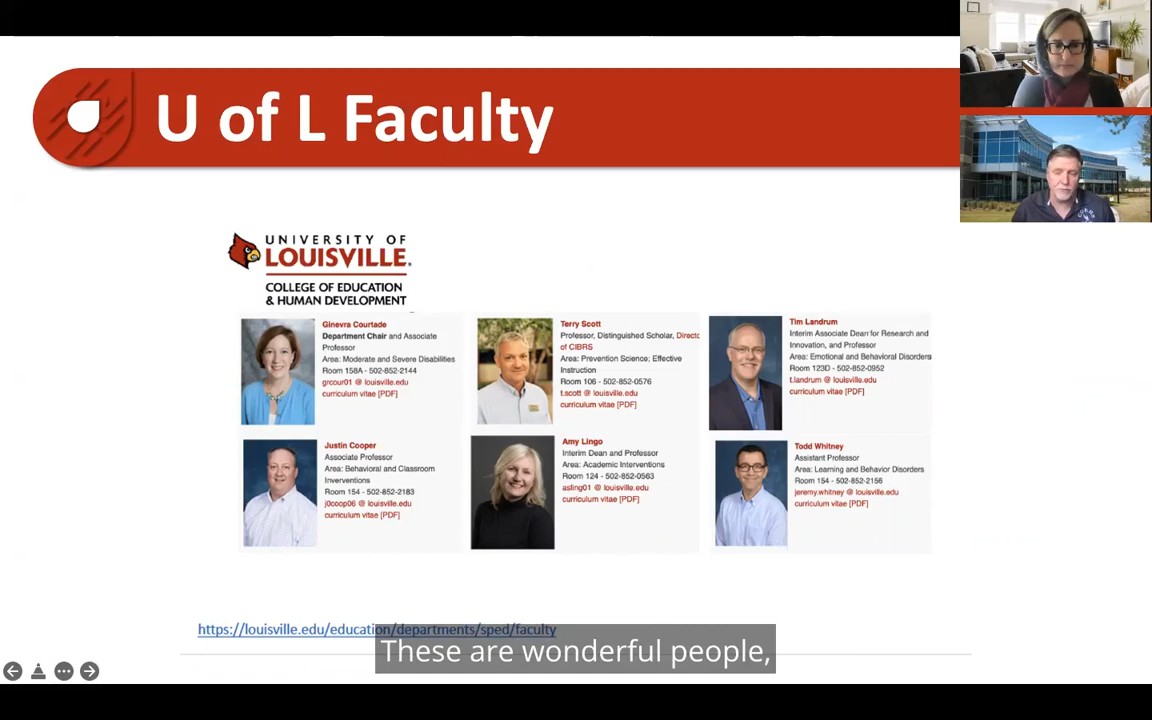 U of L Faculty
UNIVERSITY OF
LOUISVILLE.
COLLEGE OF EDUCATION
& HUMAN DEVELOPMENT
Ginevra Courtade
Department Chair and Associate
Professor
Area: Moderate and Severe Disabilities
Room 158A - 502-852-2144
grcour01 @ louisville.edu
curriculum vitae [PDF]
Terry Scott
Professor, Distinguished Scholar, Directo
of CIBRS
Area: Prevention Science; Effective
Instruction
Room 106 - 502-852-0576
t.scott @ louisville.edu
curriculum vitae [PDF]
Tim Landrum
Interim Associate Dean for Research and
Innovation, and Professor
Area: Emotional and Behavioral Disorders
Room 123D - 502-852-0952
t.landrum @ louisville.edu
curriculum vitae [PDF]
Justin Cooper
Associate Professor
Area: Behavioral and Classroom
Interventions
Room 154 - 502-852-2183
j0coop06 @ louisville.edu
curriculum vitae [PDF]
Amy Lingo
Interim Dean and Professor
Area: Academic Interventions
Room 124 - 502-852-0563
asling01 @ louisville.edu
curriculum vitae [PDF]
Todd Whitney
Assistant Professor
Area: Learning and Behavior Disorders
Room 154 - 502-852-2156
jeremy.whitney @ louisville.edu
curriculum vitae [PDF]
https://louisville.edu/education/departments/sped/faculty
These are wonderful people,